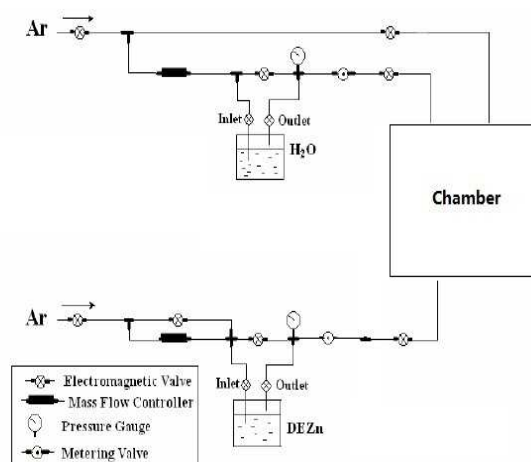 Ar
Inlet
Outlet
H₂O
Chamber
Ar
Inlet
Outlet
DEZn
Electromagnetic Valve
Mass Flow Controller
Pressure Gauge
Metering Valve